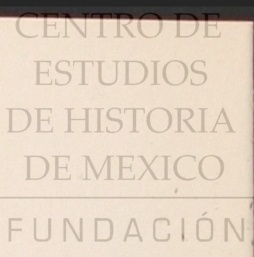 CENTRO DE
ESTUDIOS
DE HISTORIA
DE MEXICO
FUNDACIÓN